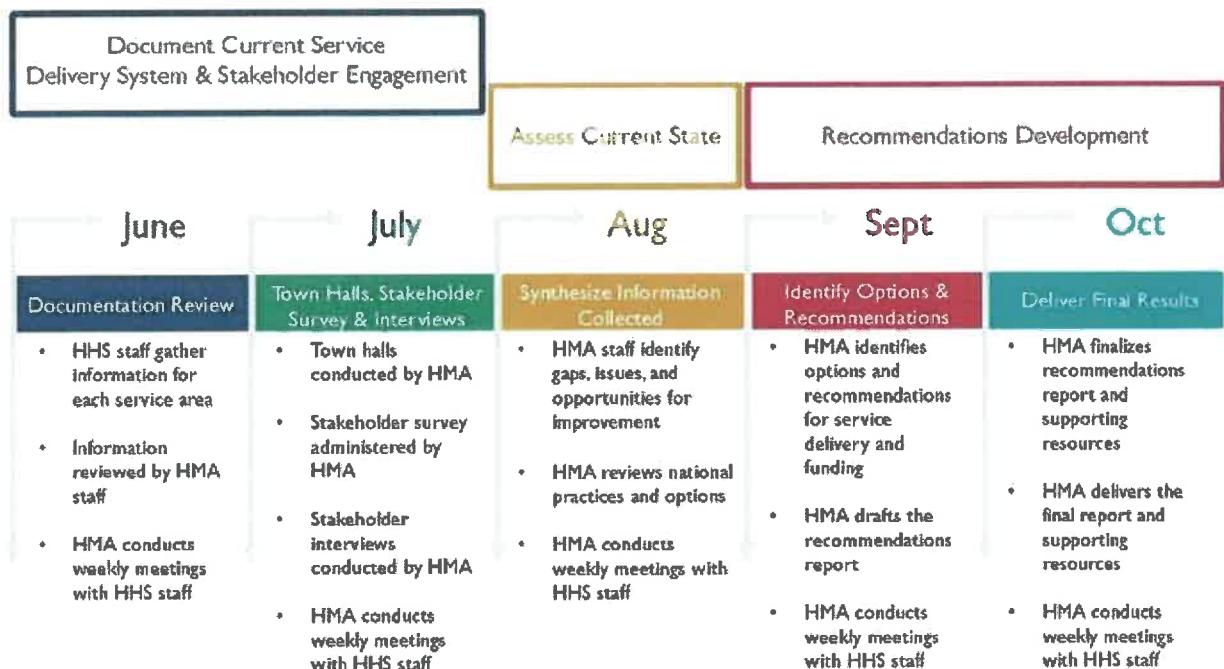 Document Current Service
Delivery System & Stakeholder Engagement
Assess Current State
Recommendations Development
June
July
Aug
Sept
Oct
Documentation Review
Town Halls, Stakeholder
Survey & Interviews
Synthesize Information
Collected
Identify Options &
Recommendations
Deliver Final Results
• HHS staff gather
information for
each service area
• Information
reviewed by HMA
staff
• HMA conducts
weekly meetings
with HHS staff
• Town halls
conducted by HMA
• Stakeholder survey
administered by
HMA
• Stakeholder
interviews
conducted by HMA
• HMA conducts
weekly meetings
with HHS staff
• HMA staff identify
gaps, issues, and
opportunities for
improvement
• HMA reviews national
practices and options
• HMA conducts
weekly meetings with
HHS staff
• HMA identifies
options and
recommendations
for service
delivery and
funding
• HMA drafts the
recommendations
report
• HMA conducts
weekly meetings
with HHS staff
• HMA finalizes
recommendations
report and
supporting
resources
• HMA delivers the
final report and
supporting
resources
• HMA conducts
weekly meetings
with HHS staff